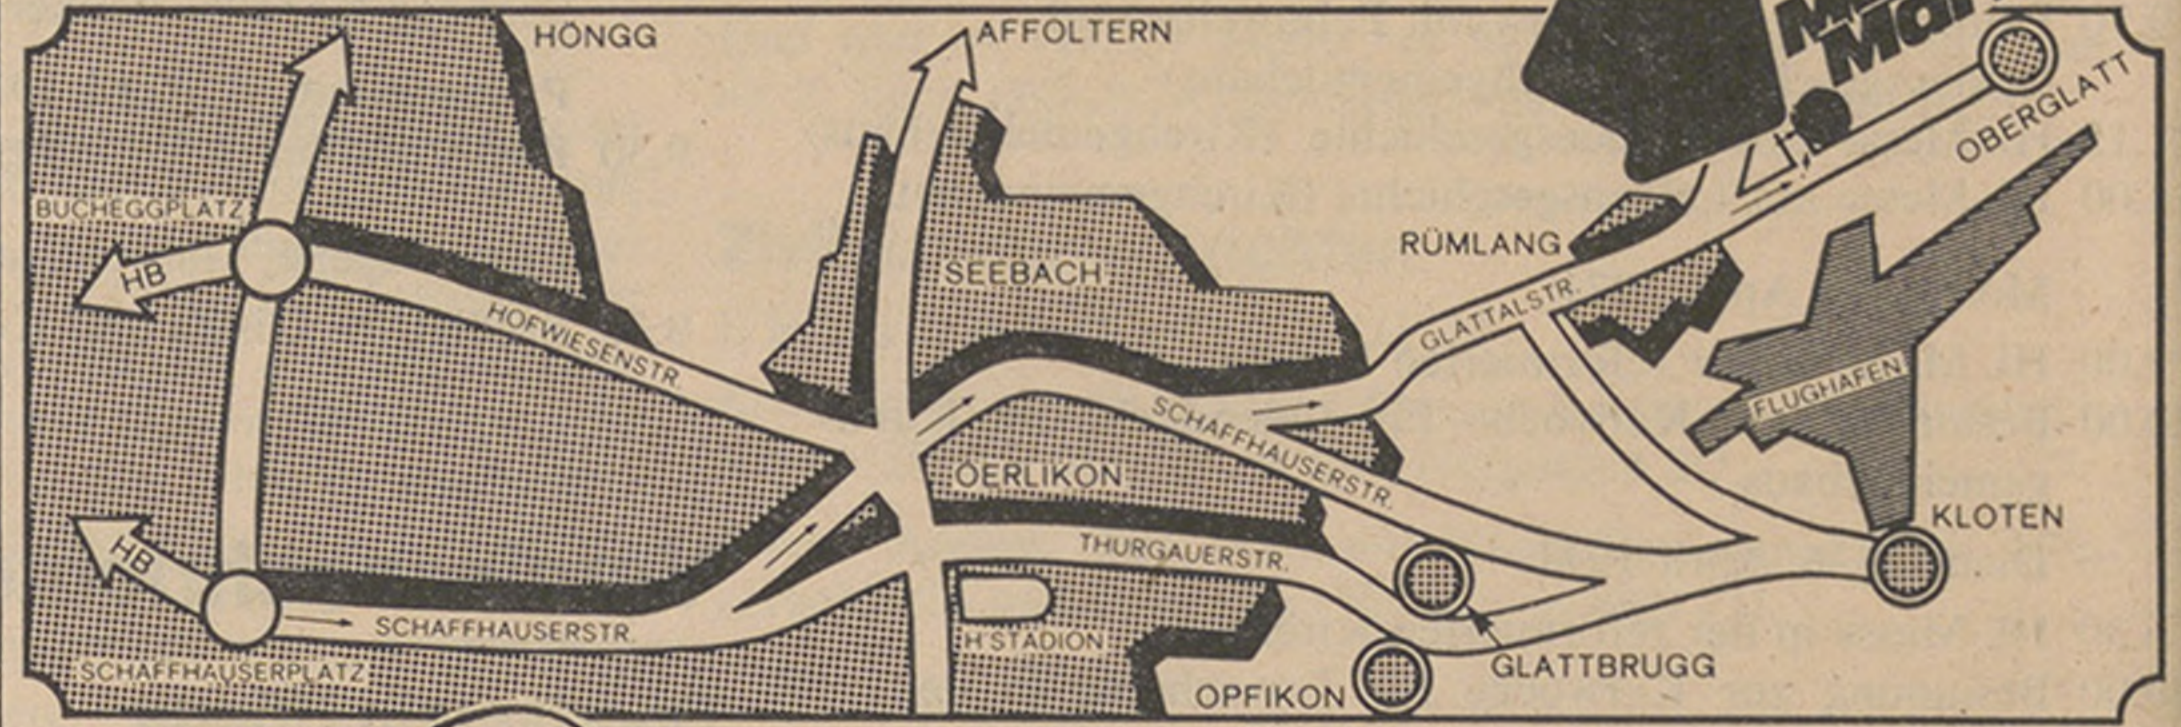 HÖNGG
AFFOLTERN
OBERGLATT
BUCHEGGPLATZ
HB
SEEBACH
RÜMLANG
HOFWIESENSTR.
GLATTALSTR.
FLUGHAFEN
SCHAFFHAUSERSTR.
OERLIKON
KLOTEN
HB
THURGAUERSTR.
SCHAFFHAUSERSTR.
H'STADION
SCHAFFHAUSERPLATZ
GLATTBRUGG
OPFIKON